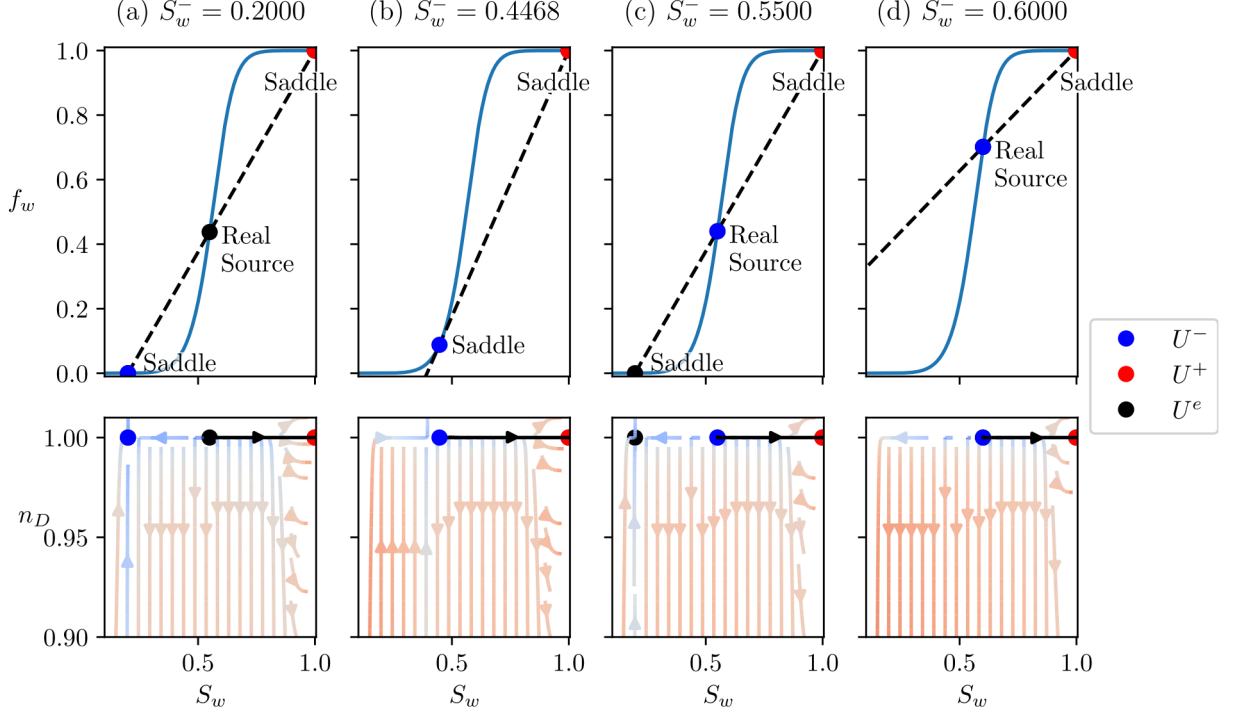 (a) S_w^- = 0.2000
(b) S_w^- = 0.4468
(c) S_w^- = 0.5500
(d) S_w^- = 0.6000
f_w
1.0
0.8
0.6
0.4
0.2
0.0
Saddle
Real
Source
Saddle
Saddle
Saddle
Saddle
Real
Source
Saddle
Saddle
Real
Source
U^-
U^+
U^e
n_D
1.00
0.95
0.90
0.5
1.0
0.5
1.0
0.5
1.0
0.5
1.0
S_w
S_w
S_w
S_w